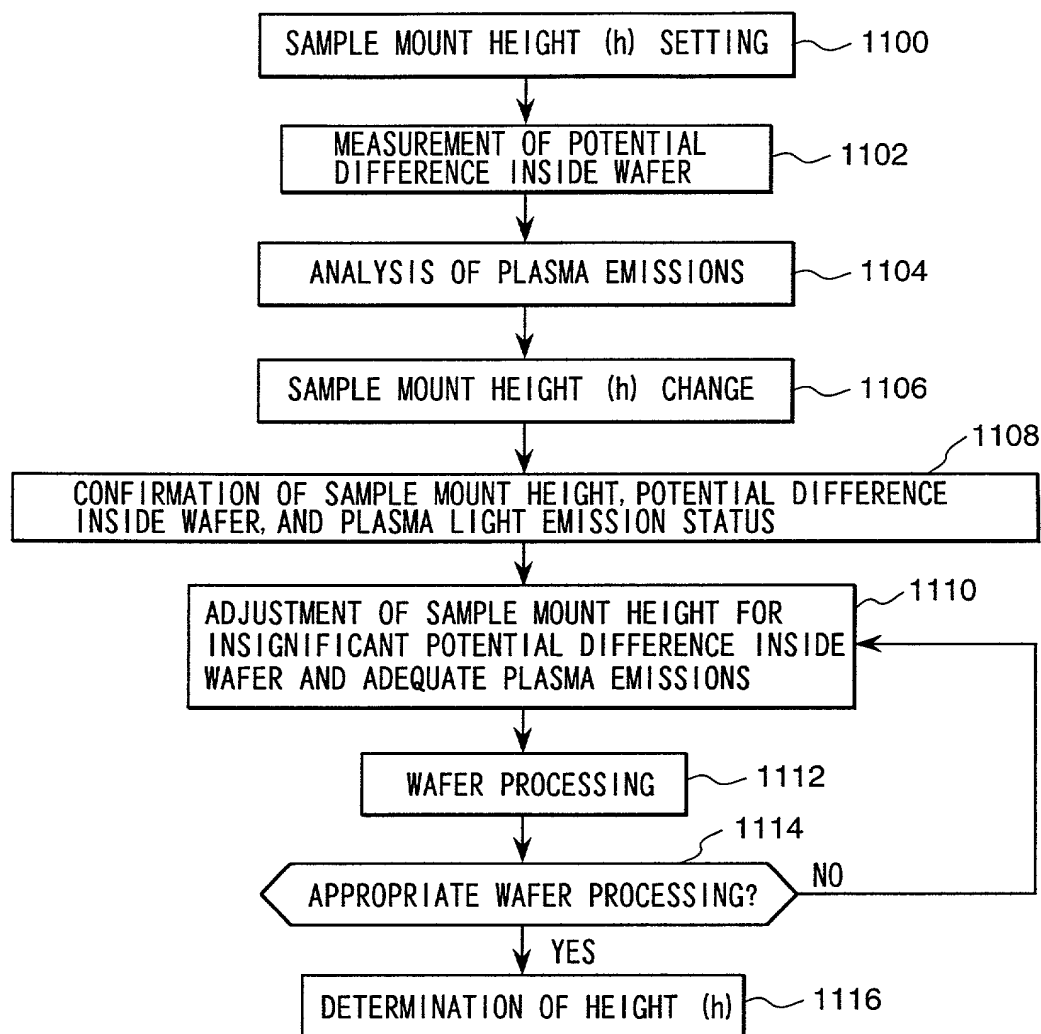 SAMPLE MOUNT HEIGHT (h) SETTING
1100
MEASUREMENT OF POTENTIAL
DIFFERENCE INSIDE WAFER
1102
ANALYSIS OF PLASMA EMISSIONS
1104
SAMPLE MOUNT HEIGHT (h) CHANGE
1106
1108
CONFIRMATION OF SAMPLE MOUNT HEIGHT, POTENTIAL DIFFERENCE
INSIDE WAFER, AND PLASMA LIGHT EMISSION STATUS
1110
ADJUSTMENT OF SAMPLE MOUNT HEIGHT FOR
INSIGNIFICANT POTENTIAL DIFFERENCE INSIDE
WAFER AND ADEQUATE PLASMA EMISSIONS
WAFER PROCESSING
1112
1114
APPROPRIATE WAFER PROCESSING?
NO
YES
DETERMINATION OF HEIGHT (h)
1116